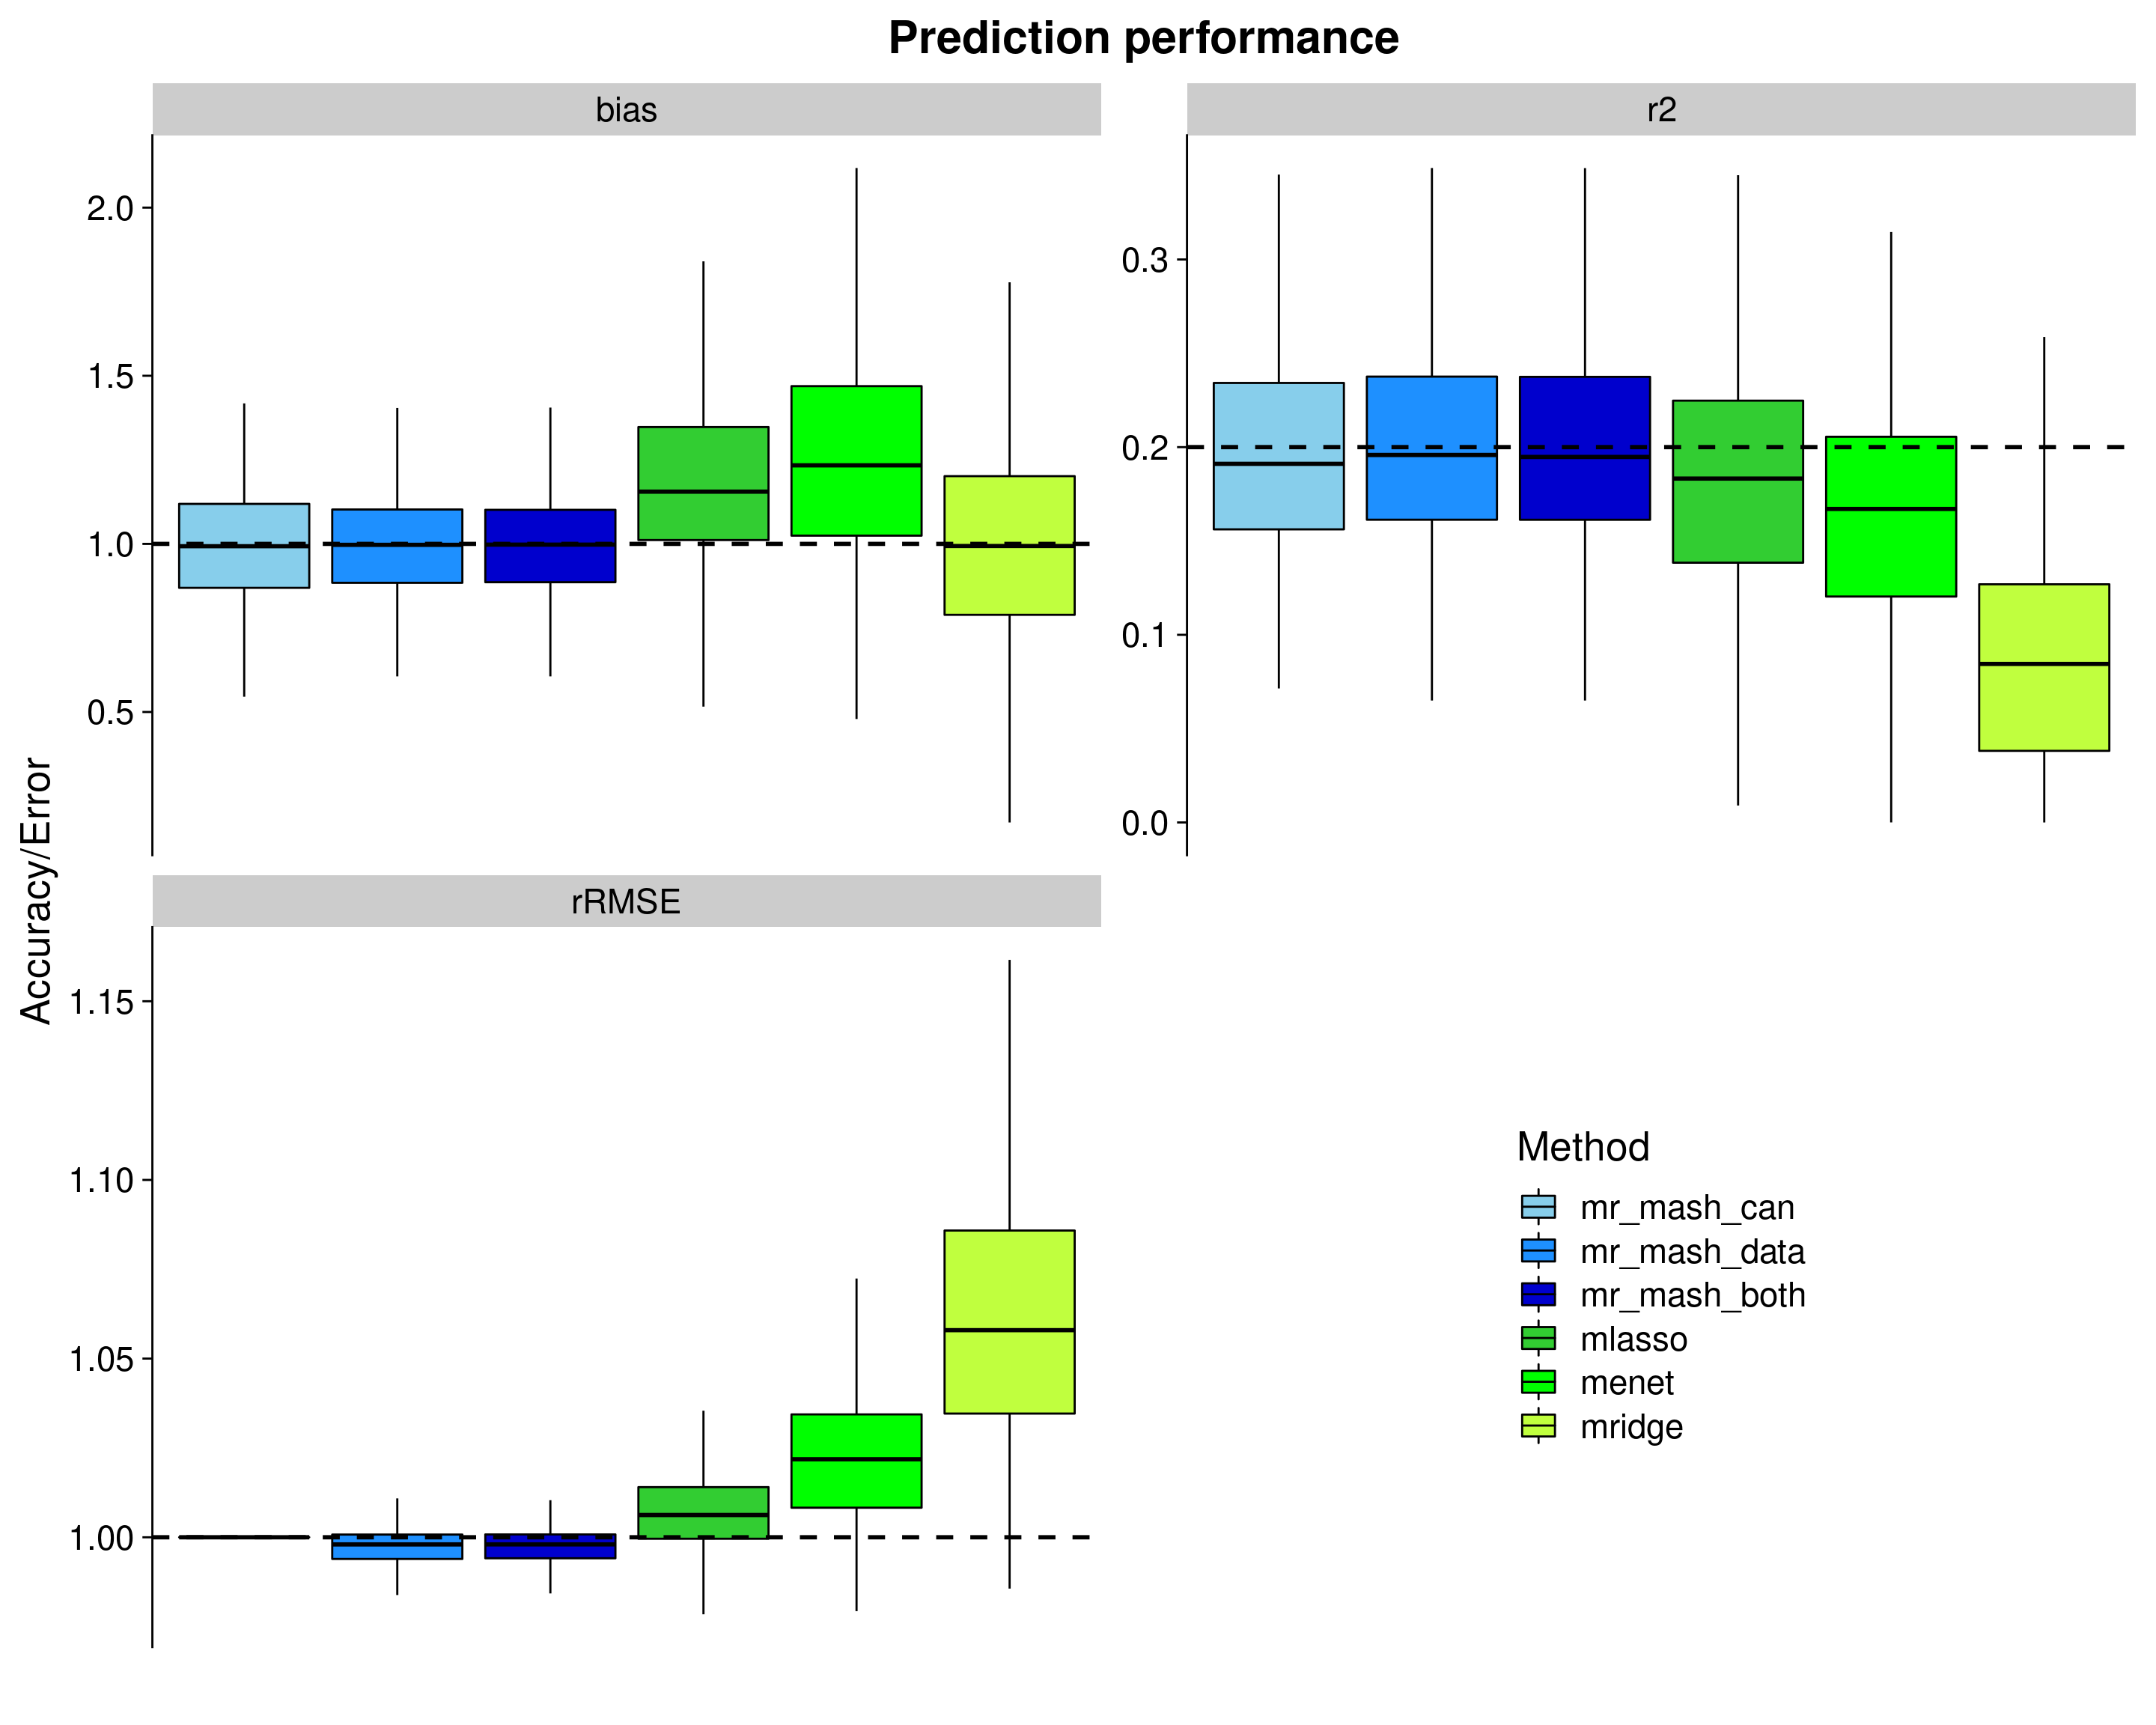 Prediction performance
bias
r2
2.0
1.5
1.0
0.5
0.3
0.2
0.1
0.0
Accuracy/Error
rRMSE
1.15
1.10
1.05
1.00
Method
mr_mash_can
mr_mash_data
mr_mash_both
mlasso
menet
mridge